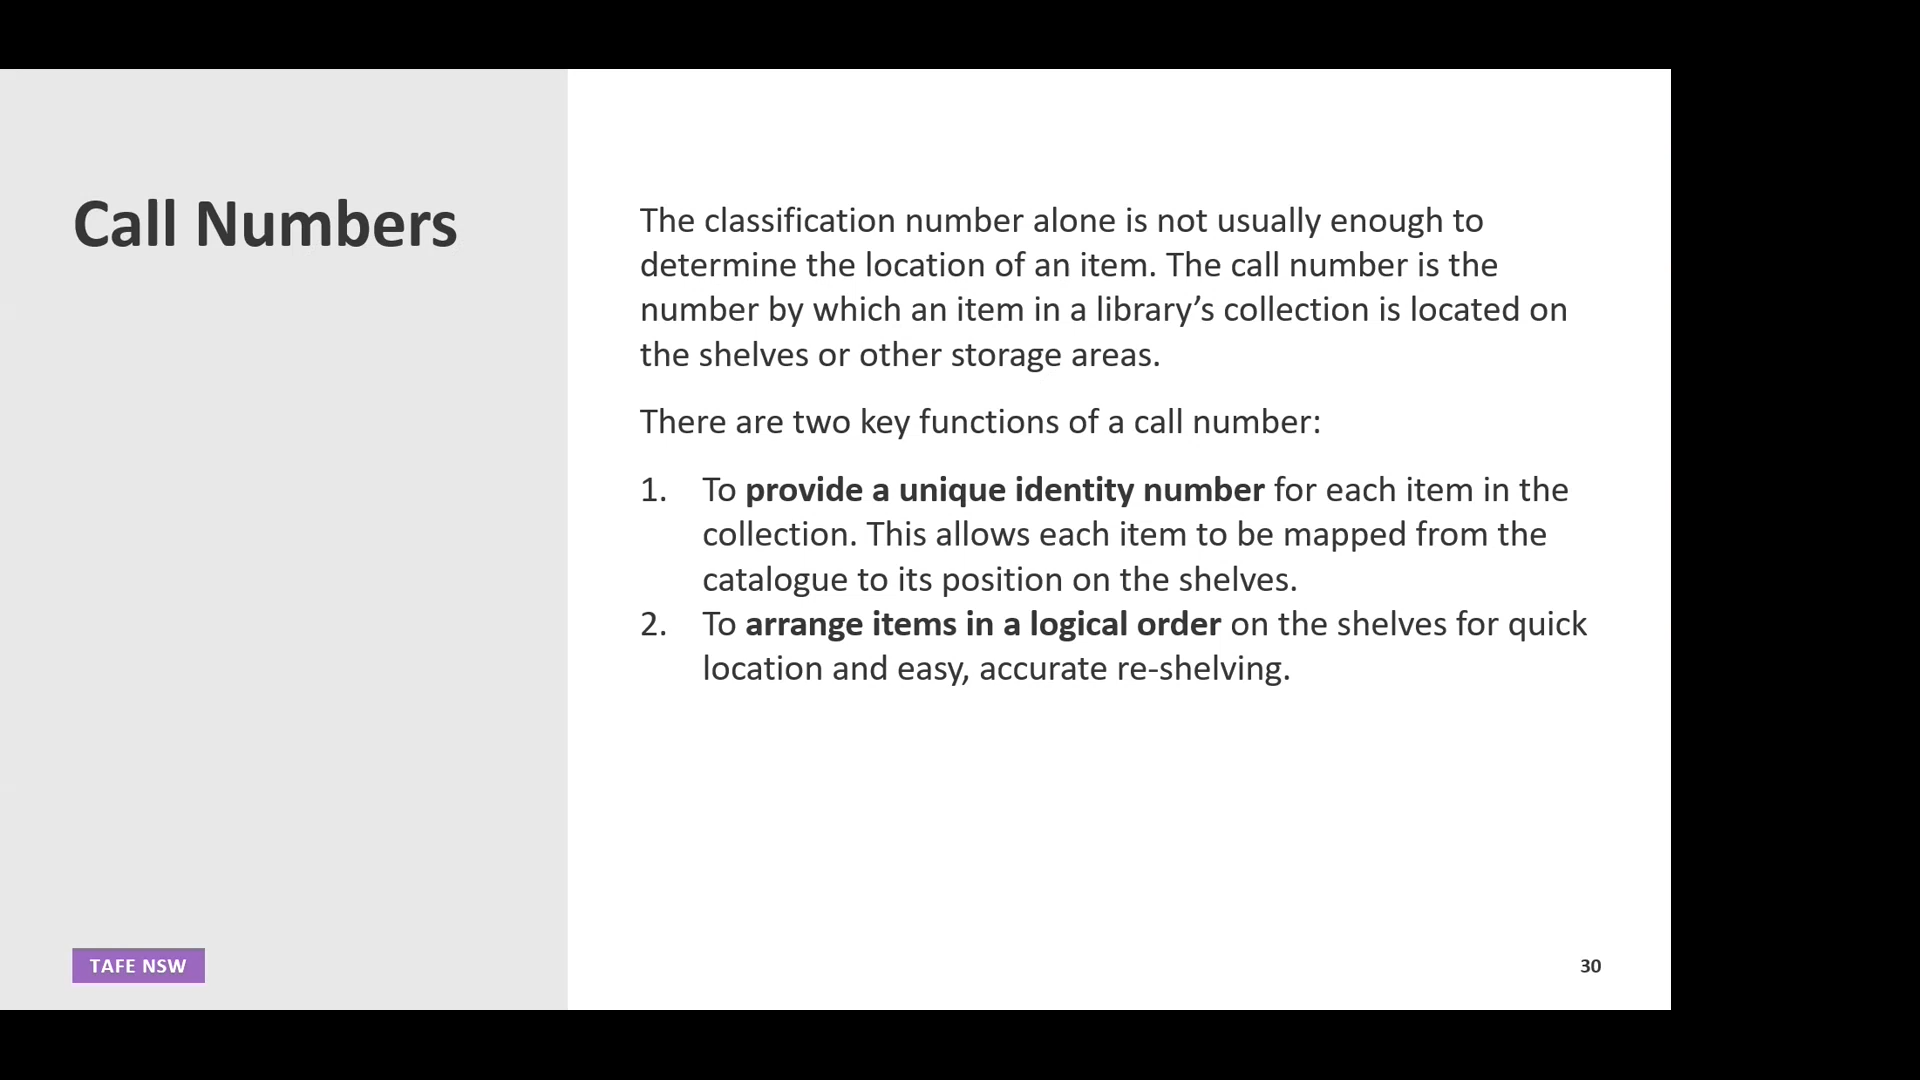 Call Numbers
The classification number alone is not usually enough to
determine the location of an item. The call number is the
number by which an item in a library’s collection is located on
the shelves or other storage areas.
There are two key functions of a call number:
1. To provide a unique identity number for each item in the
collection. This allows each item to be mapped from the
catalogue to its position on the shelves.
2. To arrange items in a logical order on the shelves for quick
location and easy, accurate re-shelving.
TAFE NSW
30